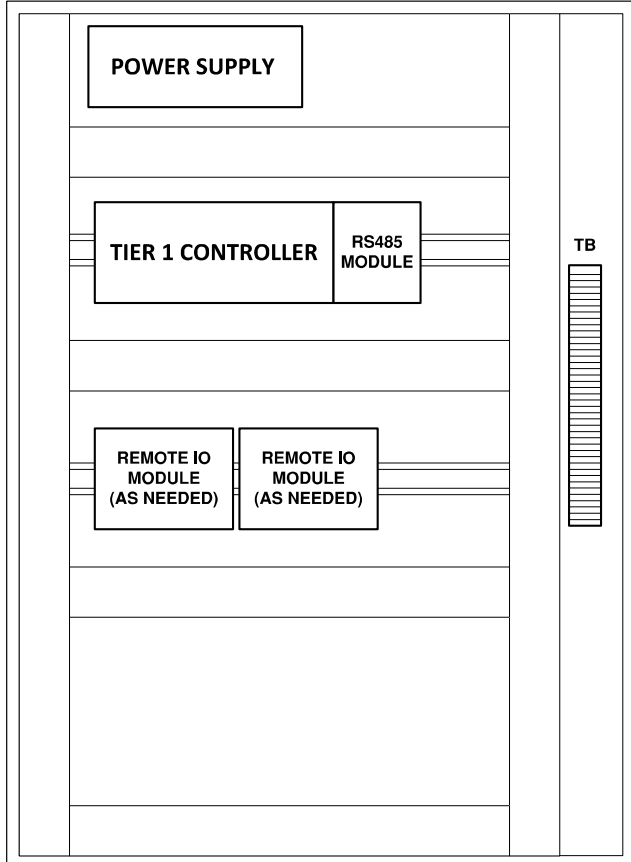 POWER SUPPLY
TIER 1 CONTROLLER
RS485
MODULE
TB
REMOTE IO
MODULE
(AS NEEDED)
REMOTE IO
MODULE
(AS NEEDED)